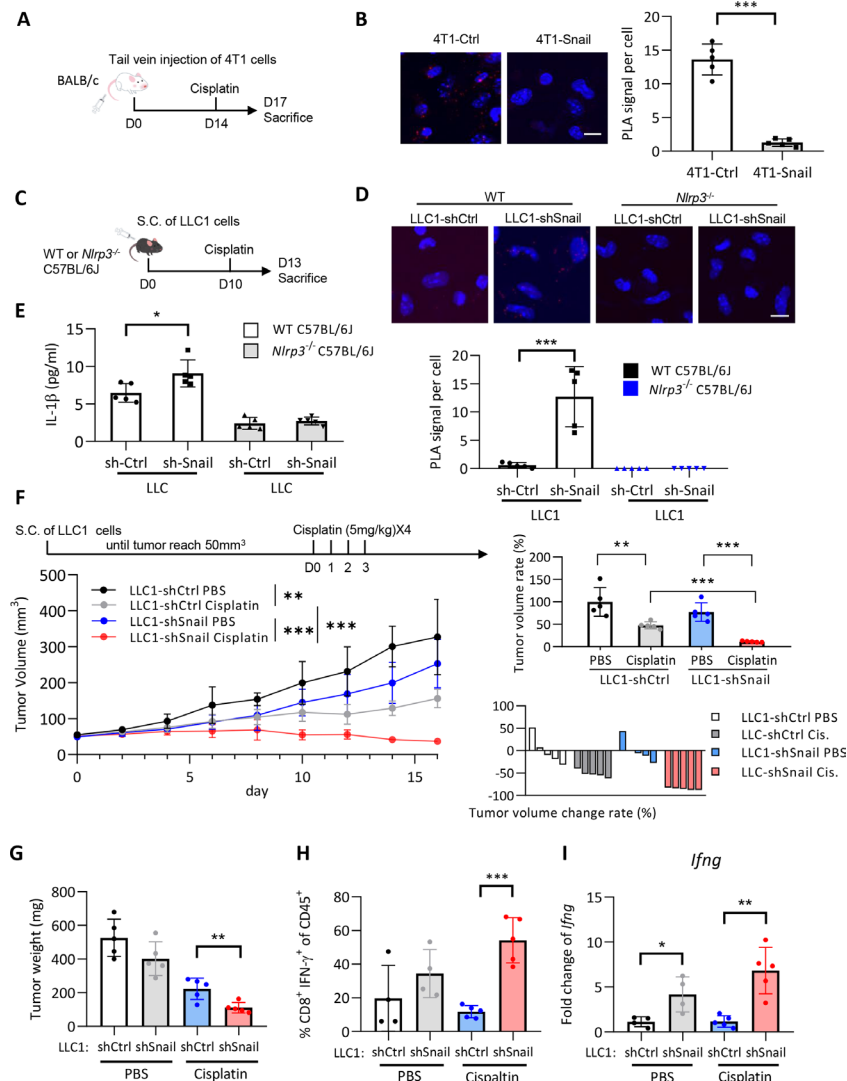 A
Tail vein injection of 4T1 cells
BALB/c
Cisplatin
D0
D14
D17
Sacrifice
B
4T1-Ctrl
4T1-Snail
PLA signal per cell
20
15
10
5
0
***
4T1-Ctrl
4T1-Snail
C
S.C. of LLC1 cells
WT or Nlrp3-/-
C57BL/6J
Cisplatin
D0
D10
D13
Sacrifice
D
WT
Nlrp3-/-
LLC1-shCtrl
LLC1-shSnail
LLC1-shCtrl
LLC1-shSnail
PLA signal per cell
20
15
10
5
0
***
WT C57BL/6J
Nlrp3-/- C57BL/6J
sh-Ctrl
sh-Snail
sh-Ctrl
sh-Snail
LLC1
LLC1
E
IL-1β (pg/ml)
15
10
5
0
*
WT C57BL/6J
Nlrp3-/- C57BL/6J
sh-Ctrl
sh-Snail
sh-Ctrl
sh-Snail
LLC
LLC
F
S.C. of LLC1 cells
until tumor reach 50mm3
Cisplatin (5mg/kg)X4
D0 1 2 3
Tumor Volume (mm3)
500
400
300
200
100
0
LLC1-shCtrl PBS
LLC1-shCtrl Cisplatin
LLC1-shSnail PBS
LLC1-shSnail Cisplatin
**
***
***
0 5 10 15
day
Tumor volume rate (%)
200
150
100
50
0
**
***
***
PBS
Cisplatin
PBS
Cisplatin
LLC1-shCtrl
LLC1-shSnail
100
50
0
-50
-100
LLC1-shCtrl PBS
LLC-shCtrl Cis.
LLC1-shSnail PBS
LLC-shSnail Cis.
Tumor volume change rate (%)
G
Tumor weight (mg)
800
600
400
200
0
**
LLC1: shCtrl shSnail shCtrl shSnail
PBS
Cisplatin
H
% CD8+ IFN-γ+ of CD45+
80
60
40
20
0
***
LLC1: shCtrl shSnail shCtrl shSnail
PBS
Cispaltin
I
Ifng
Fold change of Ifng
15
10
5
0
*
**
LLC1: shCtrl shSnail shCtrl shSnail
PBS
Cisplatin